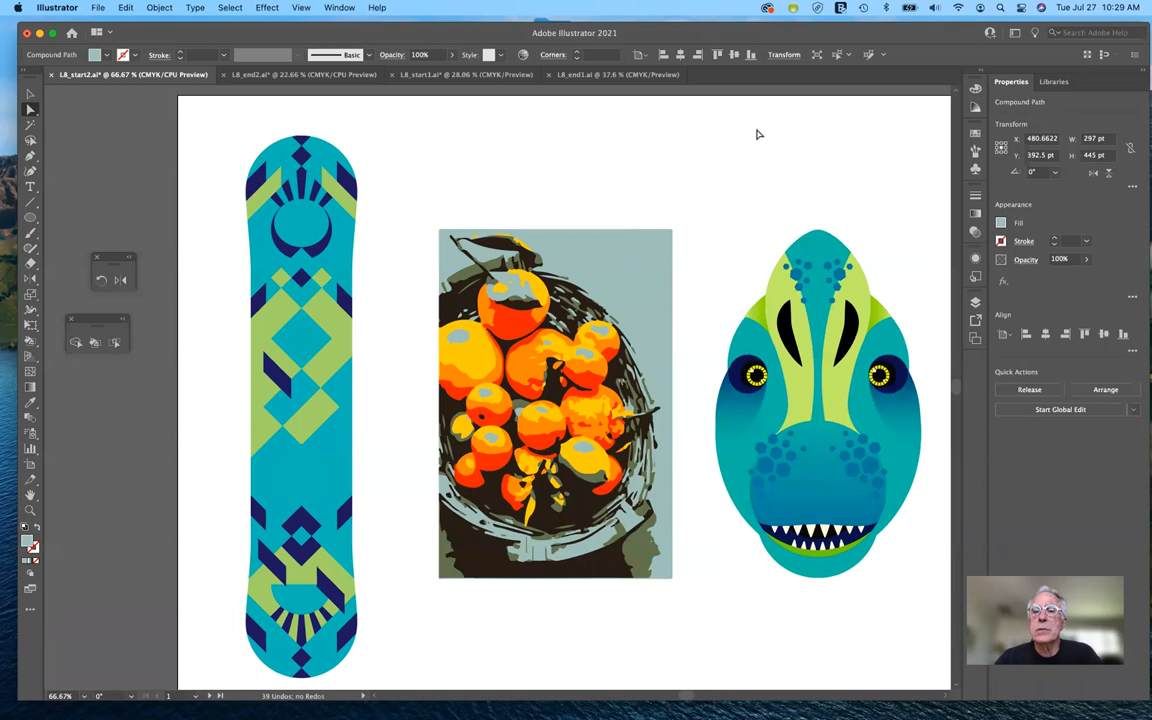 Illustrator File Edit Object Type Select Effect View Window Help Tue Jul 27 10:29 AM
Adobe Illustrator 2021 Search Adobe Help
Compound Path Stroke: Basic Opacity: 100% Style: Corners: Transform
L8_start2.ai* @ 66.67 % (CMYK/CPU Preview) L8_end2.ai* @ 22.66 % (CMYK/CPU Preview) L8_start1.ai* @ 28.06 % (CMYK/Preview) L8_end1.ai @ 37.6 % (CMYK/Preview)
Properties Libraries
Compound Path
Transform
X: 480.6622 W: 297 pt
Y: 392.5 pt H: 445 pt
0°
Appearance
Fill
Stroke
Opacity 100%
fx.
Align
Quick Actions
Release Arrange
Start Global Edit
66.67% 0° 1 39 Undos; no Redos